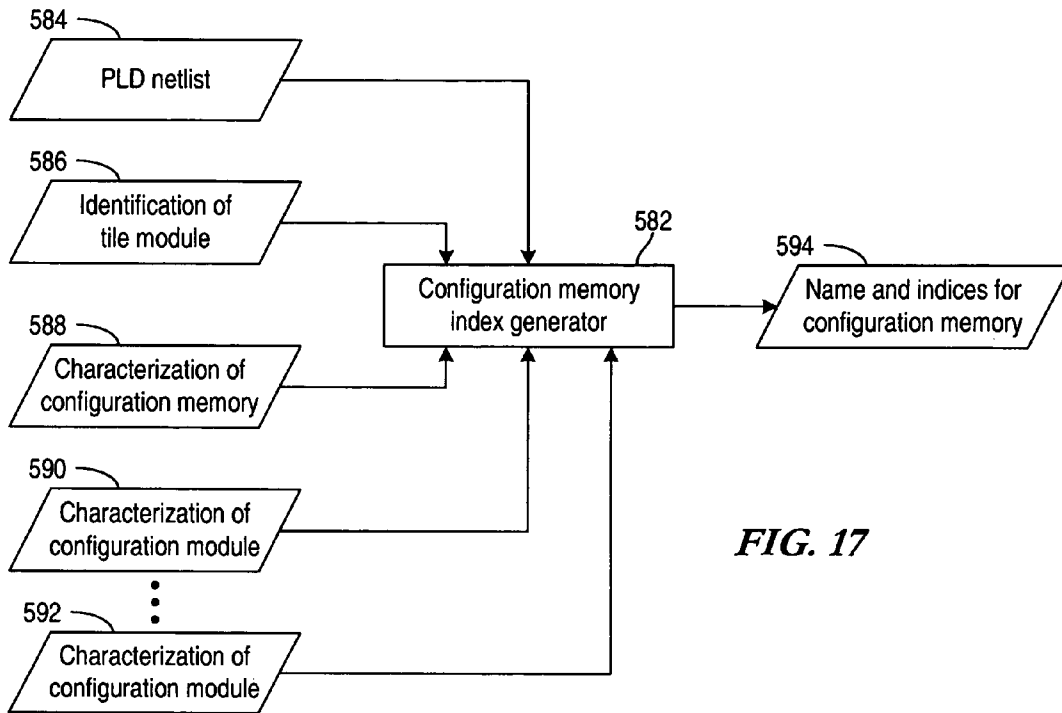 584
PLD netlist
586
Identification of
tile module
582
Configuration memory
index generator
594
Name and indices for
configuration memory
588
Characterization of
configuration memory
590
Characterization of
configuration module
592
Characterization of
configuration module
FIG. 17